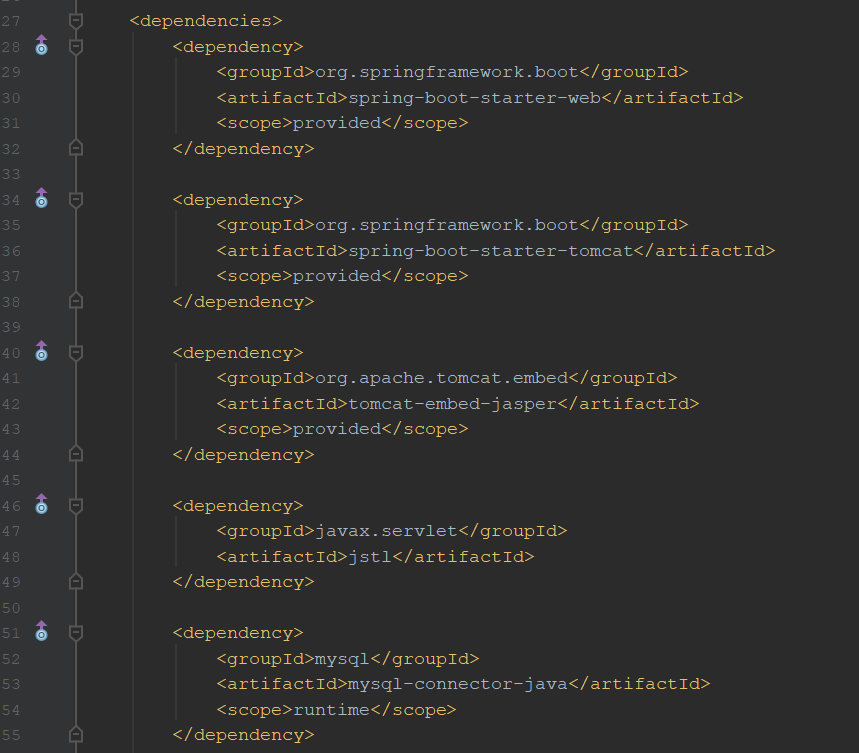 27 <dependencies>
28 <dependency>
29 <groupId>org.springframework.boot</groupId>
30 <artifactId>spring-boot-starter-web</artifactId>
31 <scope>provided</scope>
32 </dependency>
33
34 <dependency>
35 <groupId>org.springframework.boot</groupId>
36 <artifactId>spring-boot-starter-tomcat</artifactId>
37 <scope>provided</scope>
38 </dependency>
39
40 <dependency>
41 <groupId>org.apache.tomcat.embed</groupId>
42 <artifactId>tomcat-embed-jasper</artifactId>
43 <scope>provided</scope>
44 </dependency>
45
46 <dependency>
47 <groupId>javax.servlet</groupId>
48 <artifactId>jstl</artifactId>
49 </dependency>
50
51 <dependency>
52 <groupId>mysql</groupId>
53 <artifactId>mysql-connector-java</artifactId>
54 <scope>runtime</scope>
55 </dependency>